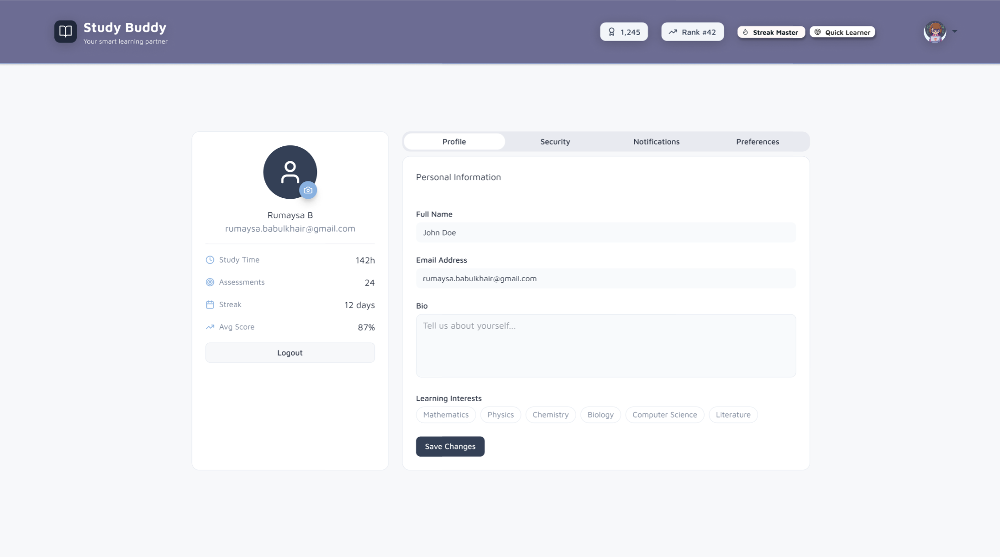 Study Buddy
Your smart learning partner
1,245
Rank #42
Streak Master
Quick Learner
Rumaysa B
rumaysa.babulkhair@gmail.com
Study Time 142h
Assessments 24
Streak 12 days
Avg Score 87%
Logout
Profile Security Notifications Preferences
Personal Information
Full Name
John Doe
Email Address
rumaysa.babulkhair@gmail.com
Bio
Tell us about yourself...
Learning Interests
Mathematics Physics Chemistry Biology Computer Science Literature
Save Changes